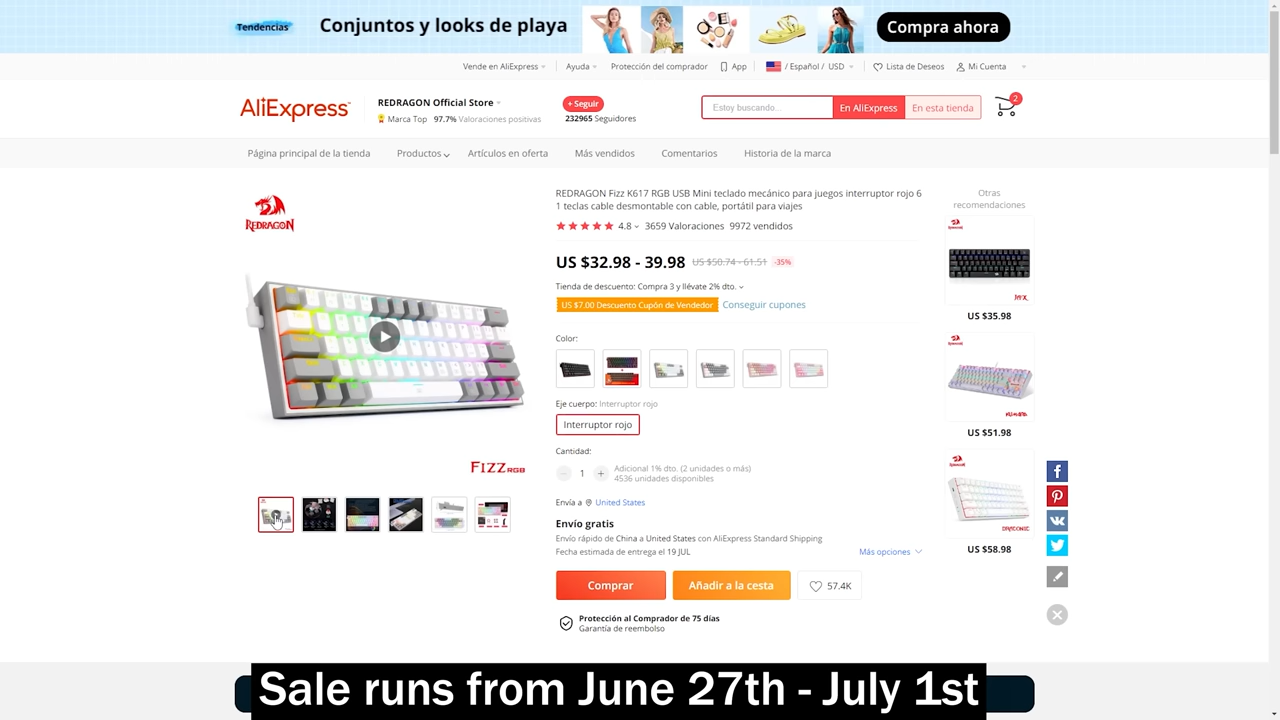 Tendencias
Conjuntos y looks de playa
Compra ahora
Vende en AliExpress
Ayuda
Protección del comprador
App
/ Español / USD
Lista de Deseos
Mi Cuenta
AliExpress
REDRAGON Official Store
Marca Top 97.7% Valoraciones positivas
+ Seguir
232965 Seguidores
Estoy buscando...
En AliExpress
En esta tienda
2
Página principal de la tienda
Productos
Artículos en oferta
Más vendidos
Comentarios
Historia de la marca
REDRAGON
FIZZ RGB
REDRAGON Fizz K617 RGB USB Mini teclado mecánico para juegos interruptor rojo 6
1 teclas cable desmontable con cable, portátil para viajes
4.8 3659 Valoraciones 9972 vendidos
US $32.98 - 39.98 US $50.74 - 61.51 -35%
Tienda de descuento: Compra 3 y llévate 2% dto.
US $7.00 Descuento Cupón de Vendedor Conseguir cupones
Color:
Eje cuerpo: Interruptor rojo
Interruptor rojo
Cantidad:
1
Adicional 1% dto. (2 unidades o más)
4536 unidades disponibles
Envía a United States
Envío gratis
Envío rápido de China a United States con AliExpress Standard Shipping
Fecha estimada de entrega el 19 JUL
Más opciones
Comprar
Añadir a la cesta
57.4K
Protección al Comprador de 75 días
Garantía de reembolso
Otras
recomendaciones
US $35.98
US $51.98
US $58.98
Sale runs from June 27th - July 1st